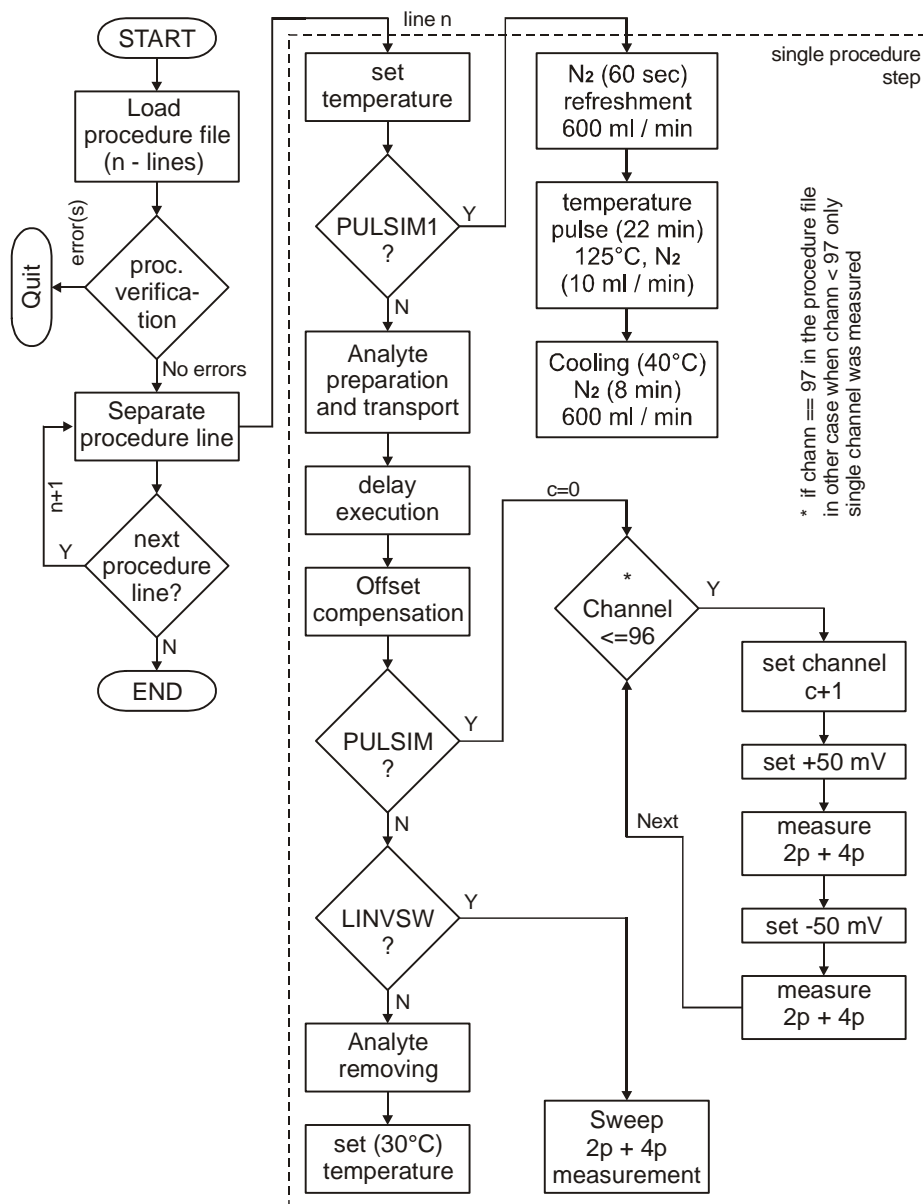 START
Load
procedure file
(n - lines)
error(s)
Quit
proc.
verifica-
tion
No errors
Separate
procedure line
n+1
Y
next
procedure
line?
N
END
line n
single procedure
step
set
temperature
PULSIM1
?
Y
N
N2 (60 sec)
refreshment
600 ml / min
temperature
pulse (22 min)
125°C, N2
(10 ml / min)
Cooling (40°C)
N2 (8 min)
600 ml / min
* if chann == 97 in the procedure file
in other case when chann < 97 only
single channel was measured
Analyte
preparation
and transport
delay
execution
Offset
compensation
PULSIM
?
Y
N
c=0
*
Channel
<=96
Y
set channel
c+1
set +50 mV
measure
2p + 4p
set -50 mV
measure
2p + 4p
Next
LINVSW
?
Y
N
Analyte
removing
set (30°C)
temperature
Sweep
2p + 4p
measurement